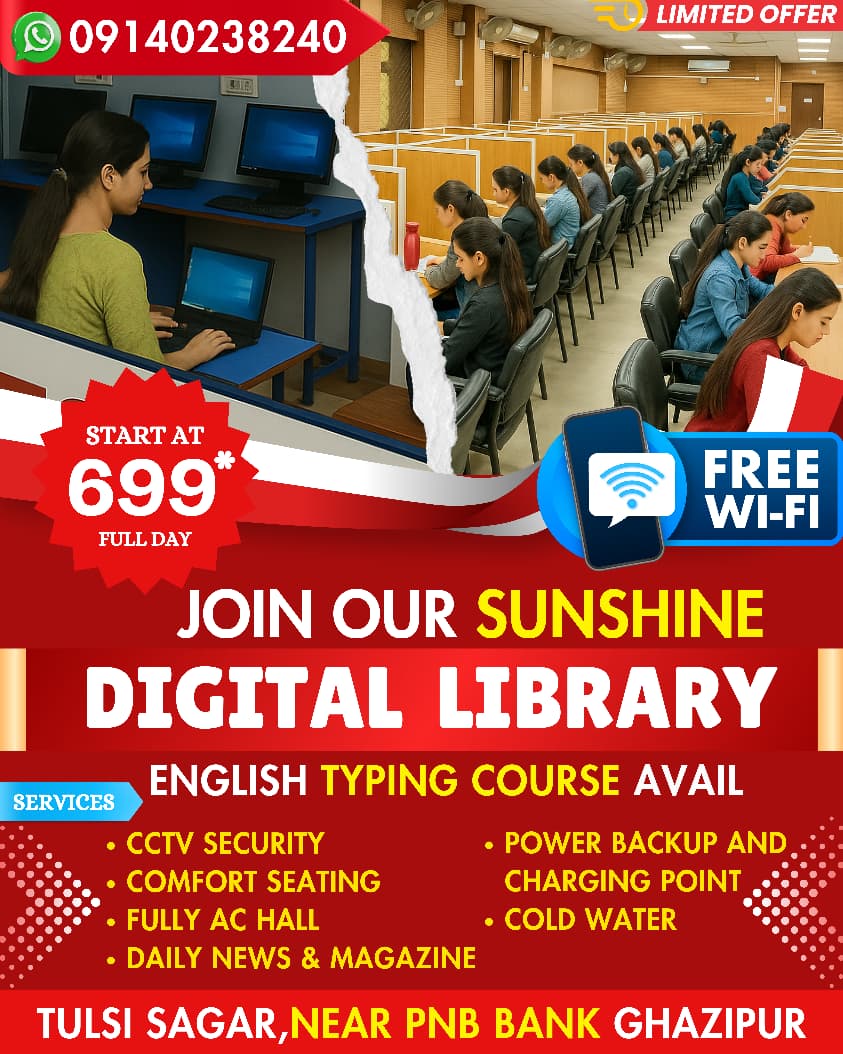 09140238240
LIMITED OFFER
START AT
699*
FULL DAY
FREE
WI-FI
JOIN OUR SUNSHINE
DIGITAL LIBRARY
ENGLISH TYPING COURSE AVAIL
SERVICES
• CCTV SECURITY
• COMFORT SEATING
• FULLY AC HALL
• DAILY NEWS & MAGAZINE
• POWER BACKUP AND
CHARGING POINT
• COLD WATER
TULSI SAGAR,NEAR PNB BANK GHAZIPUR